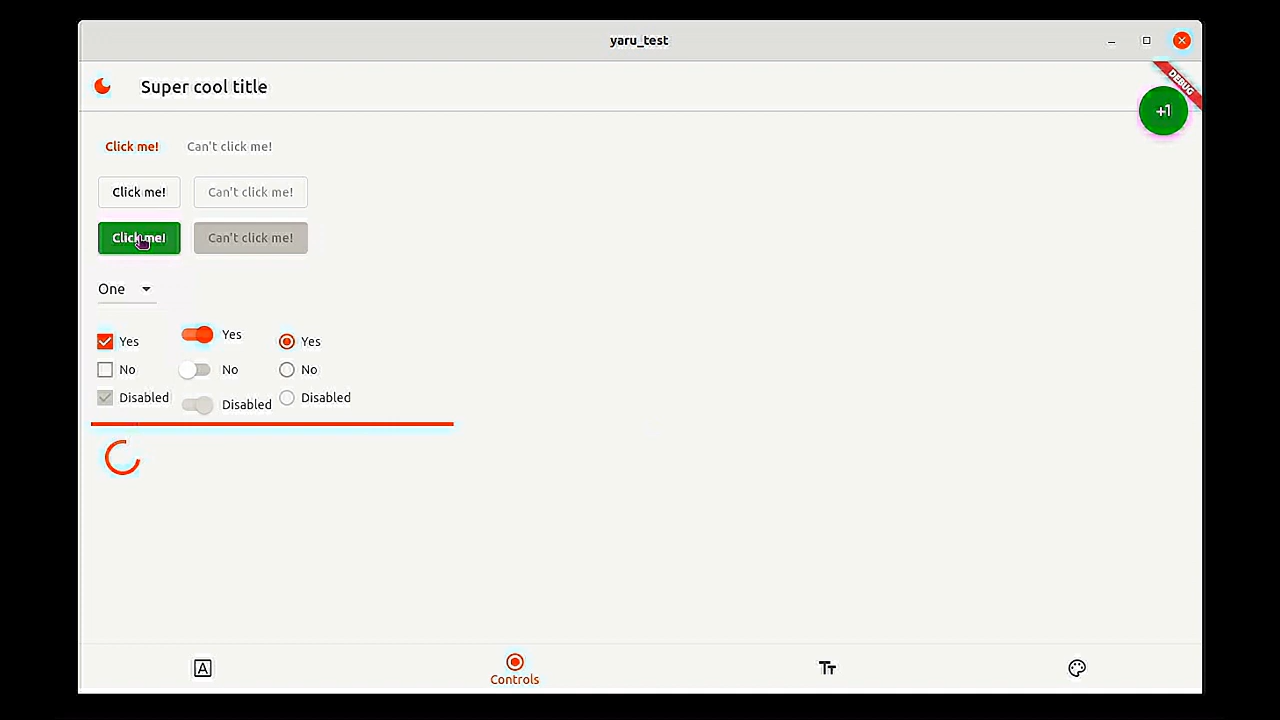 yaru_test
Super cool title
DEBUG
+1
Click me! Can't click me!
Click me! Can't click me!
Click me! Can't click me!
One
Yes Yes Yes
No No No
Disabled Disabled Disabled
A
Controls
Tт